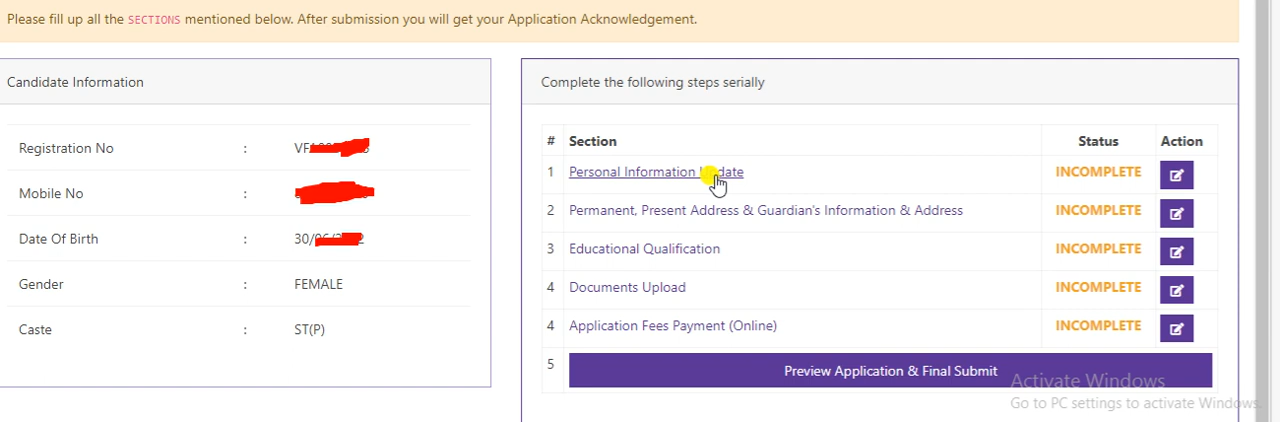 Please fill up all the SECTIONS mentioned below. After submission you will get your Application Acknowledgement.
Candidate Information
Registration No :
Mobile No :
Date Of Birth : 30/
Gender : FEMALE
Caste : ST(P)
Complete the following steps serially
# Section Status Action
1 Personal Information Update INCOMPLETE
2 Permanent, Present Address & Guardian's Information & Address INCOMPLETE
3 Educational Qualification INCOMPLETE
4 Documents Upload INCOMPLETE
4 Application Fees Payment (Online) INCOMPLETE
5 Preview Application & Final Submit
Activate Windows
Go to PC settings to activate Windows.